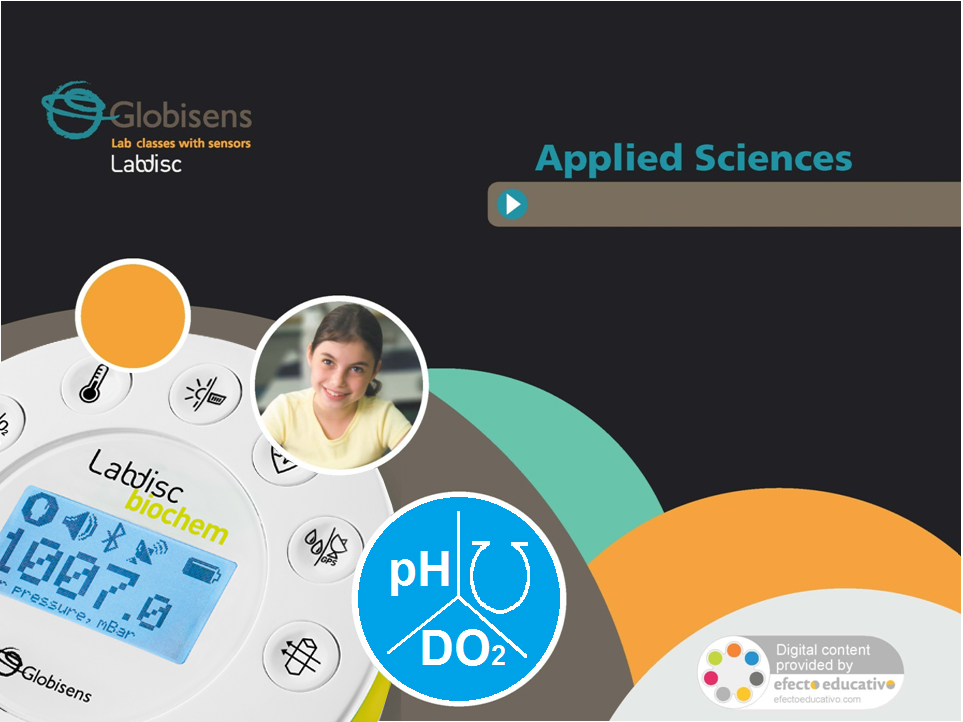 Globisens
Lab classes with sensors
Labdisc
Applied Sciences
Labdisc
biochem
GPS
1007.0
pressure, mBar
Globisens
pH
DO2
Digital content
provided by
efecto educativo
efectoeducativo.com